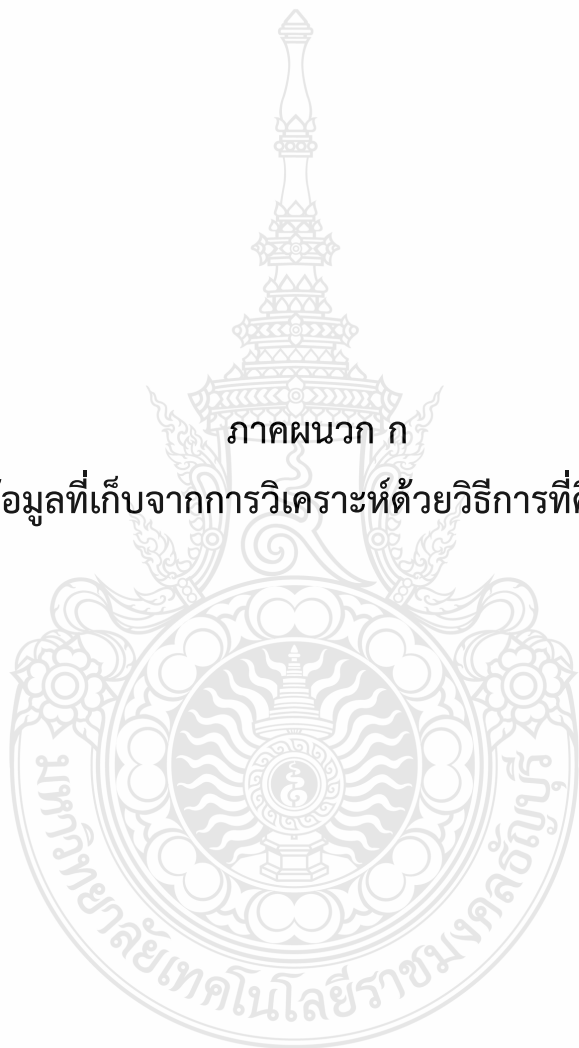 ภาคผนวก ก
อมูลที่เก็บจากการวิเคราะห์ด้วยวิธีการที่
มหาวิทยาลัยเทคโนโลยีราชมงคลธัญบุรี